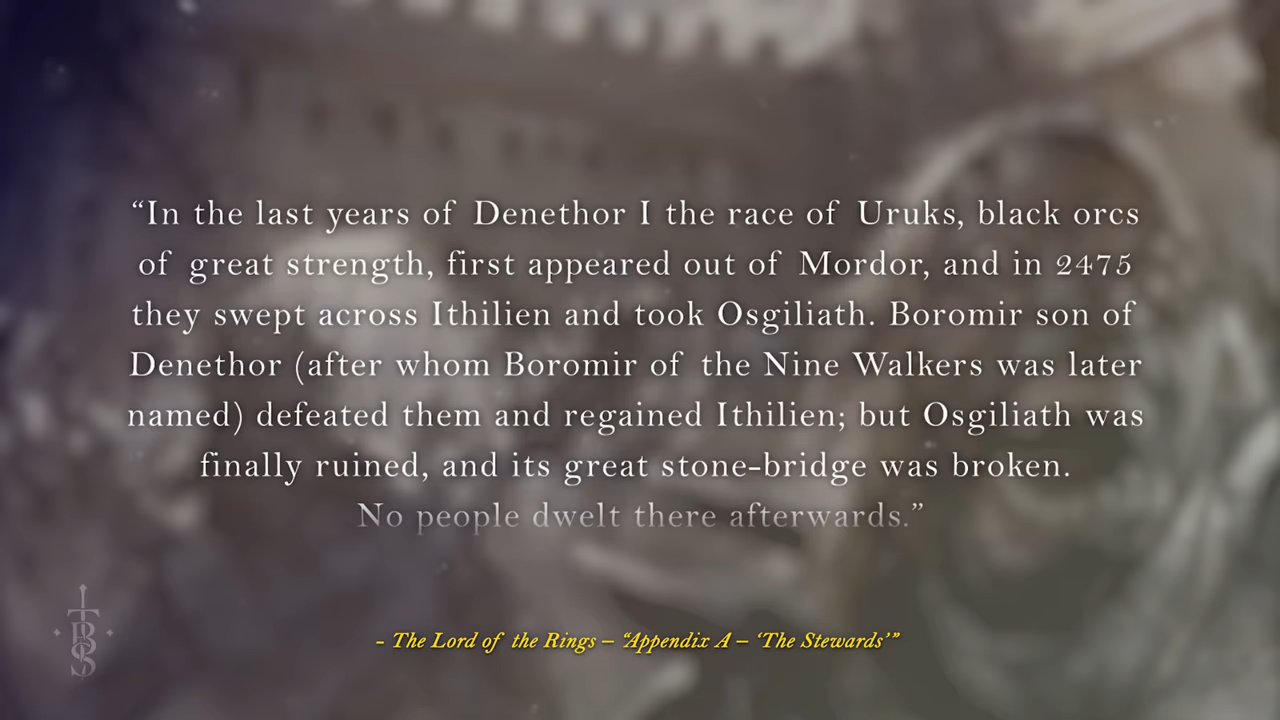 “In the last years of Denethor I the race of Uruks, black orcs
of great strength, first appeared out of Mordor, and in 2475
they swept across Ithilien and took Osgiliath. Boromir son of
Denethor (after whom Boromir of the Nine Walkers was later
named) defeated them and regained Ithilien; but Osgiliath was
finally ruined, and its great stone-bridge was broken.
No people dwelt there afterwards.”
– The Lord of the Rings – “Appendix A – ‘The Stewards’”